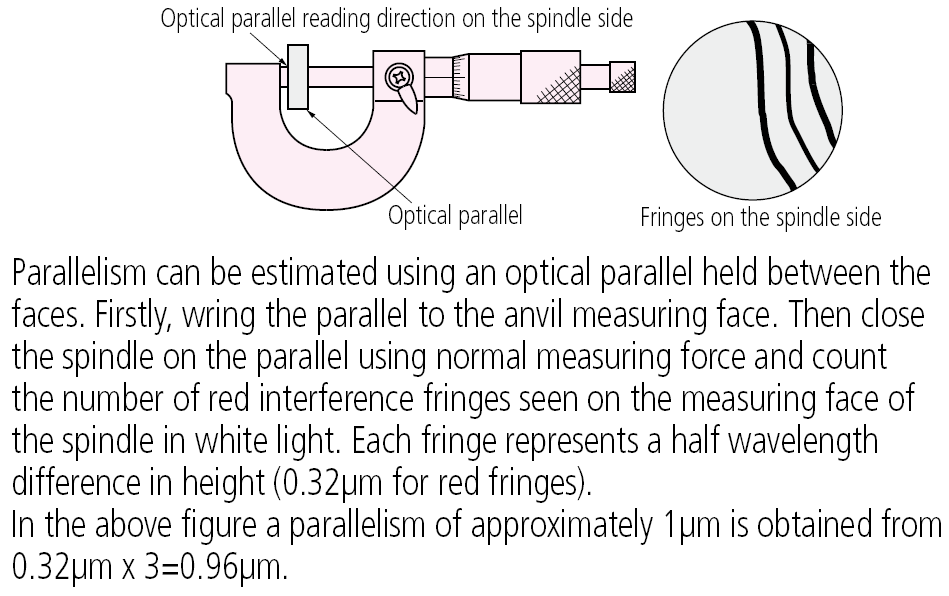 Optical parallel reading direction on the spindle side
Optical parallel
Fringes on the spindle side
Parallelism can be estimated using an optical parallel held between the
faces. Firstly, wring the parallel to the anvil measuring face. Then close
the spindle on the parallel using normal measuring force and count
the number of red interference fringes seen on the measuring face of
the spindle in white light. Each fringe represents a half wavelength
difference in height (0.32µm for red fringes).
In the above figure a parallelism of approximately 1µm is obtained from
0.32µm x 3=0.96µm.